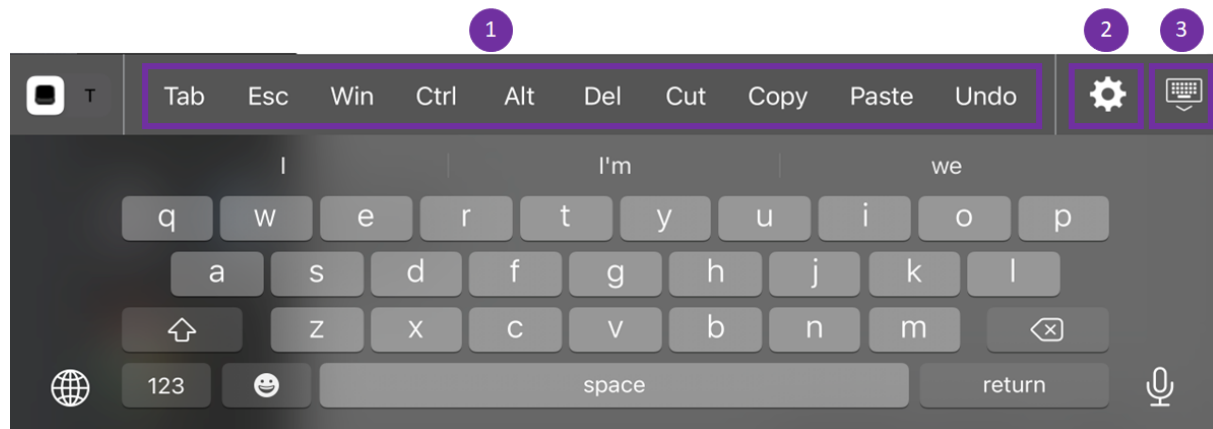 1 2 3
T Tab Esc Win Ctrl Alt Del Cut Copy Paste Undo
I I'm we
q w e r t y u i o p
a s d f g h j k l
z x c v b n m
123 space return